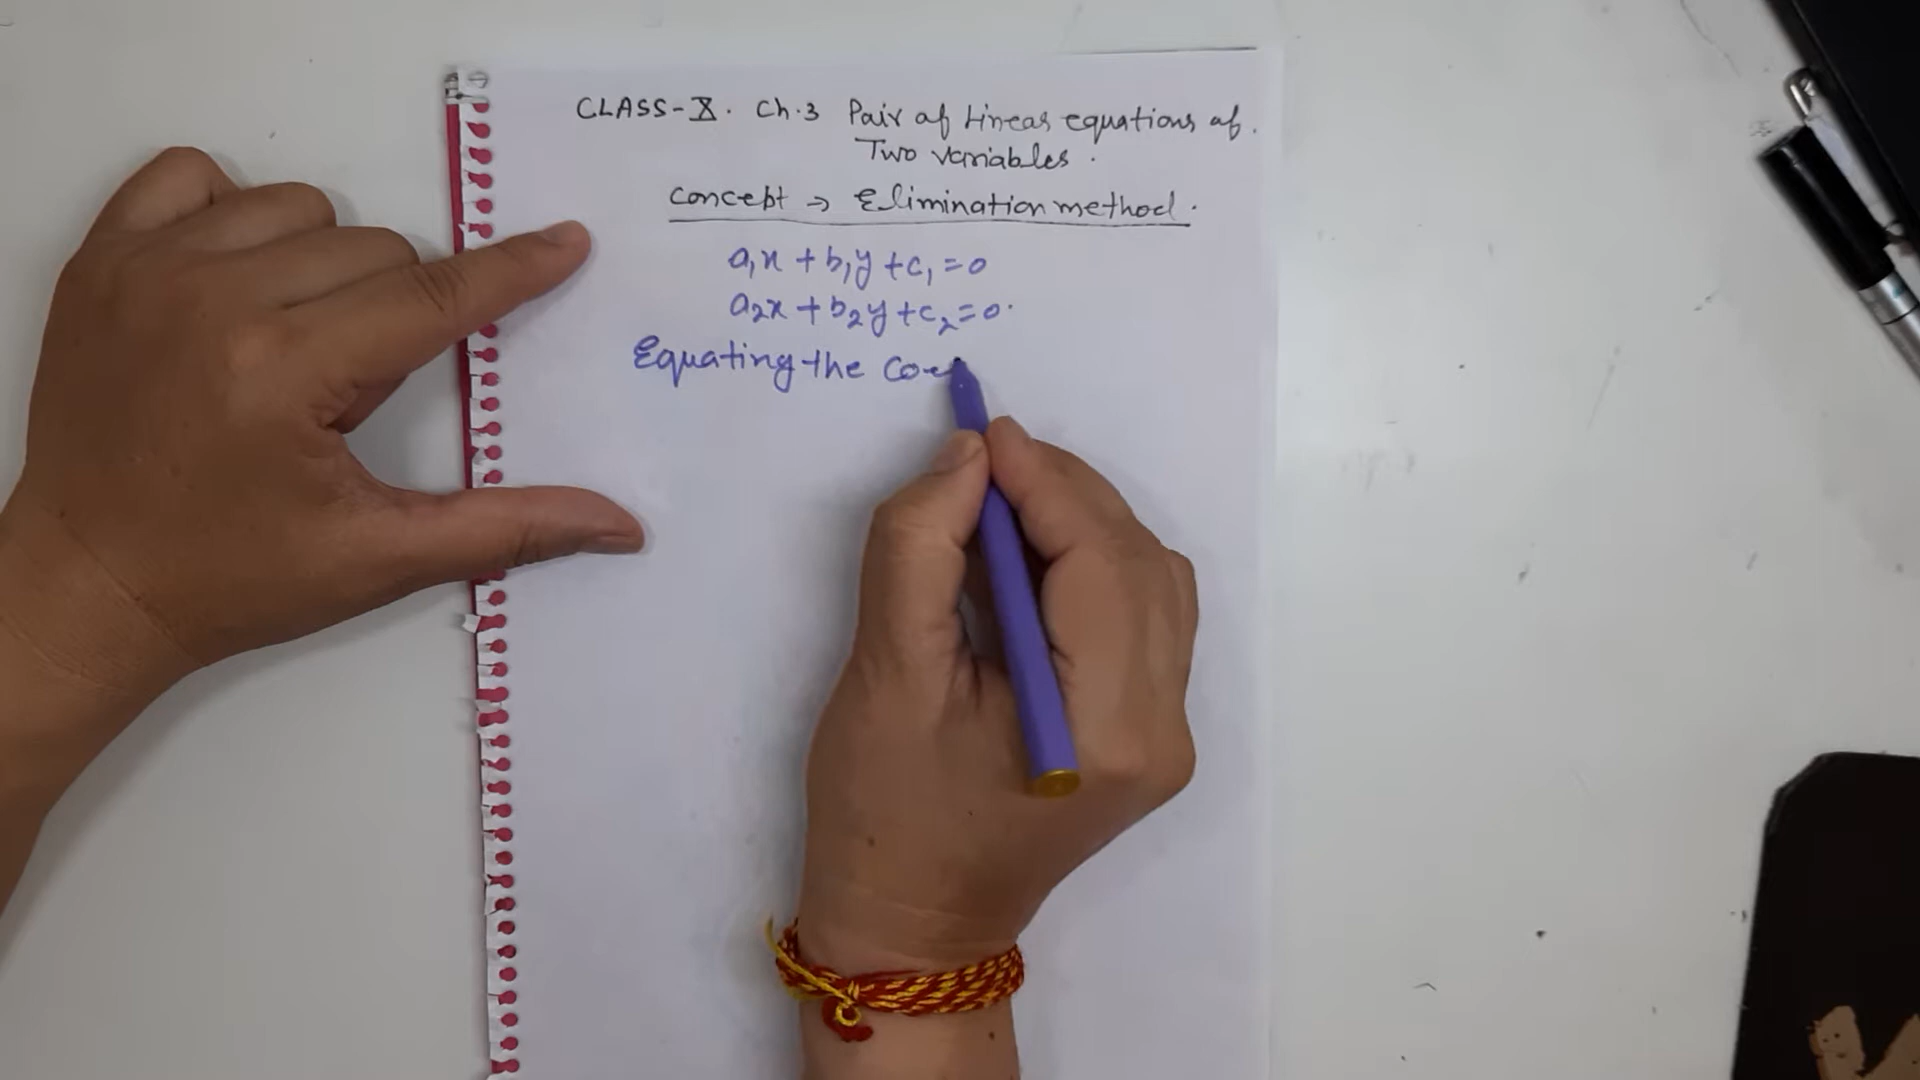 CLASS-X. Ch.3 Pair of Linear equations of.
Two variables.
Concept → Elimination method.
a₁x + b₁y + c₁ = 0
a₂x + b₂y + c₂ = 0.
Equating the coe